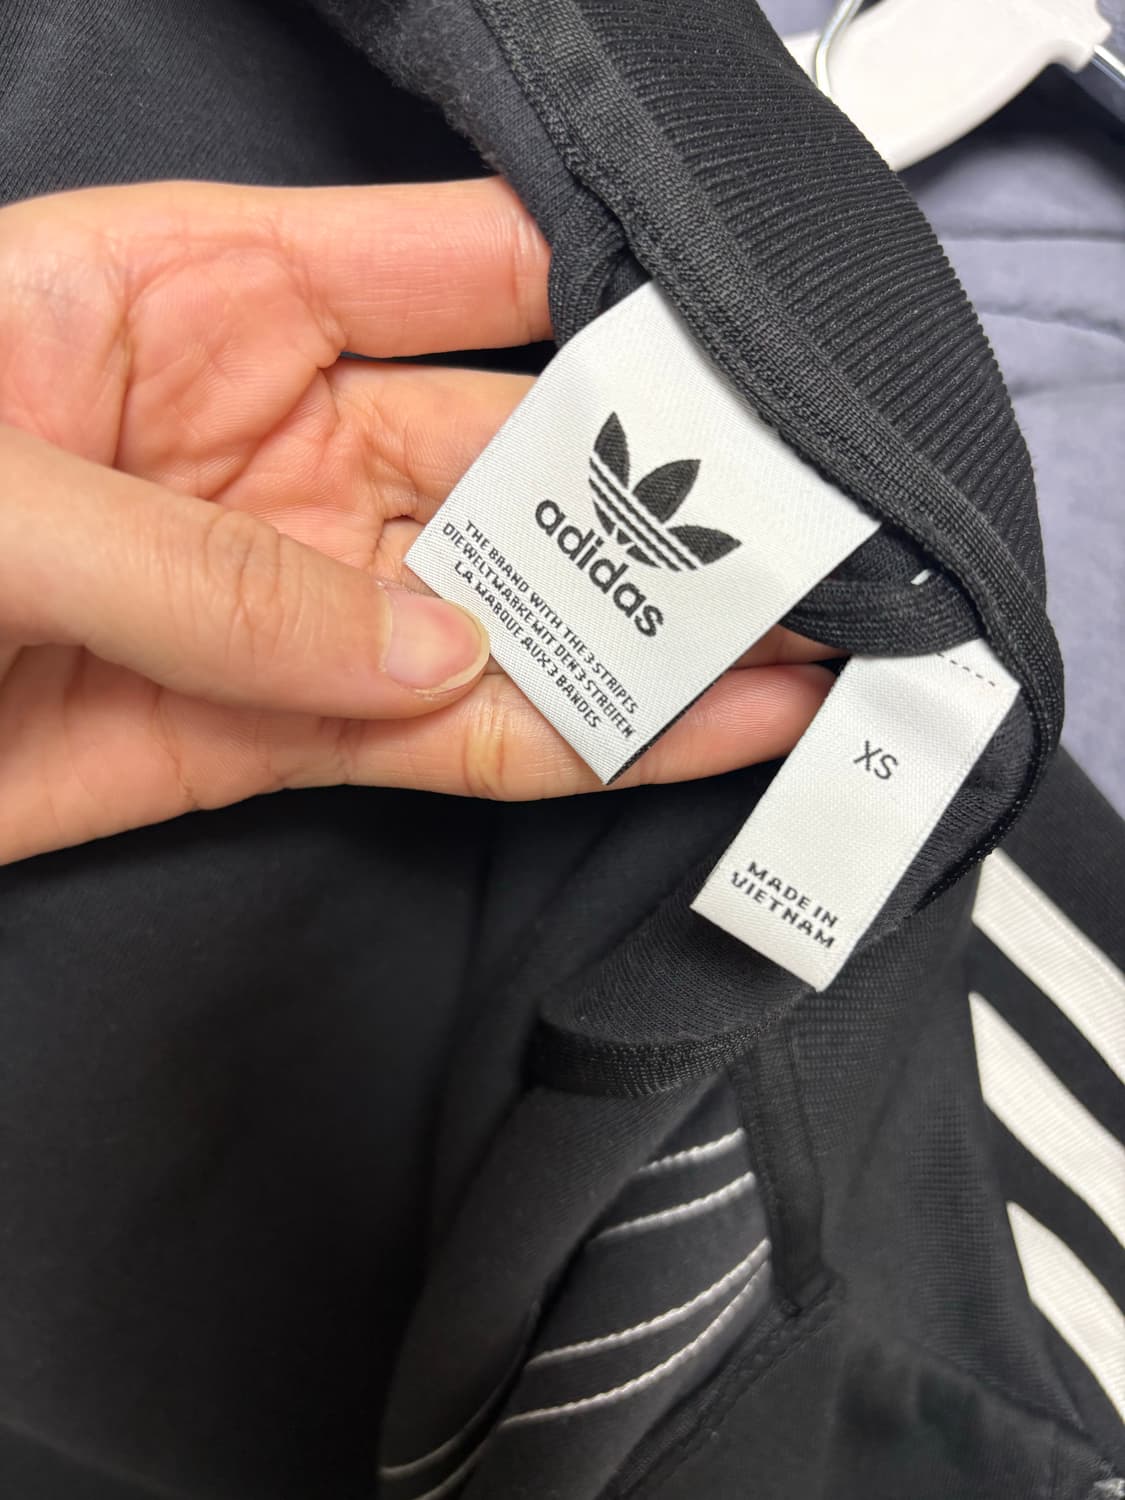 adidas
THE BRAND WITH THE 3 STRIPES
DIE WELTMARKE MIT DEN 3 STREIFEN
LA MARQUE AUX 3 BANDES
XS
MADE IN
VIETNAM